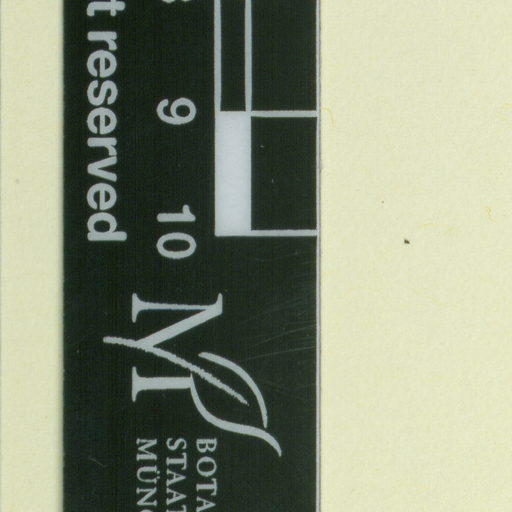 t reserved
9
10
M
BOTA
STAAT
MÜNC